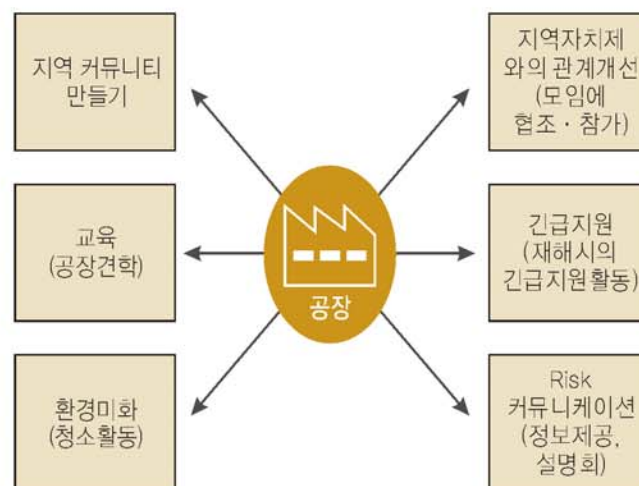 지역 커뮤니티
만들기
지역자치제
와의 관계개선
(모임에
협조·참가)
교육
(공장견학)
공장
긴급지원
(재해시의
긴급지원활동)
환경미화
(청소활동)
Risk
커뮤니케이션
(정보제공,
설명회)